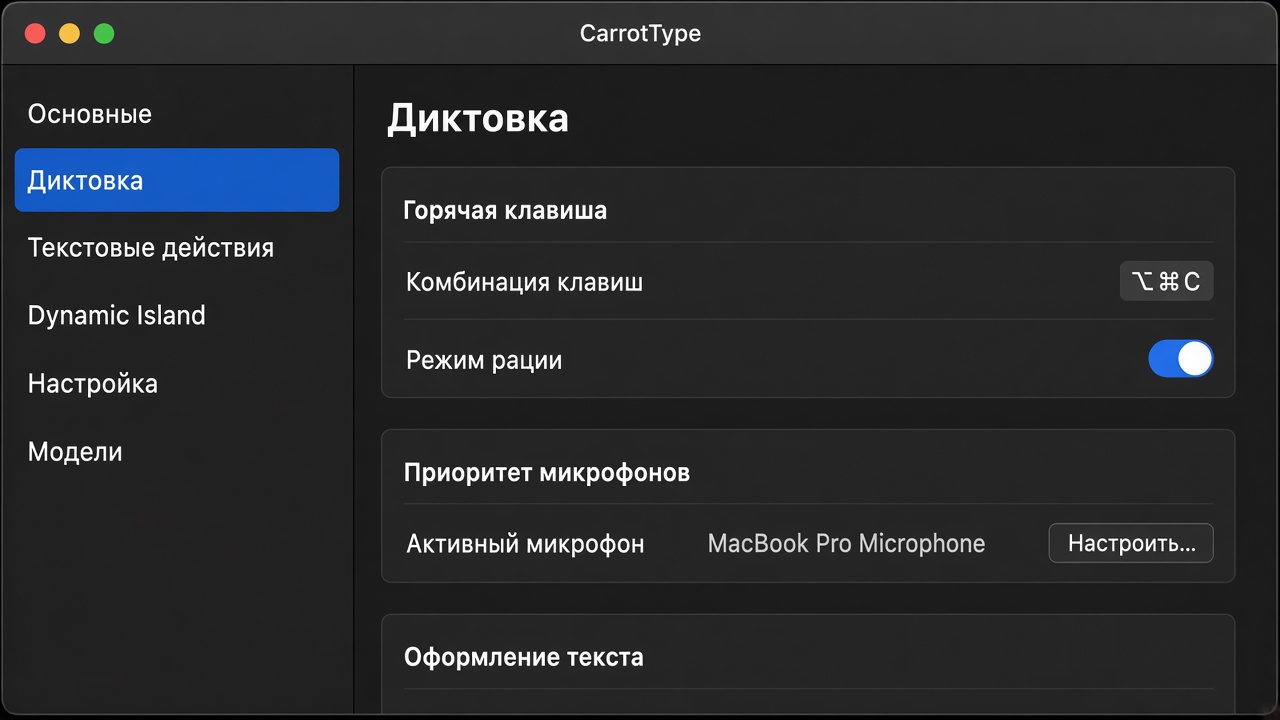 CarrotType
Основные
Диктовка
Текстовые действия
Dynamic Island
Настройка
Модели
Диктовка
Горячая клавиша
Комбинация клавиш ⌥⌘C
Режим рации
Приоритет микрофонов
Активный микрофон MacBook Pro Microphone Настроить...
Оформление текста